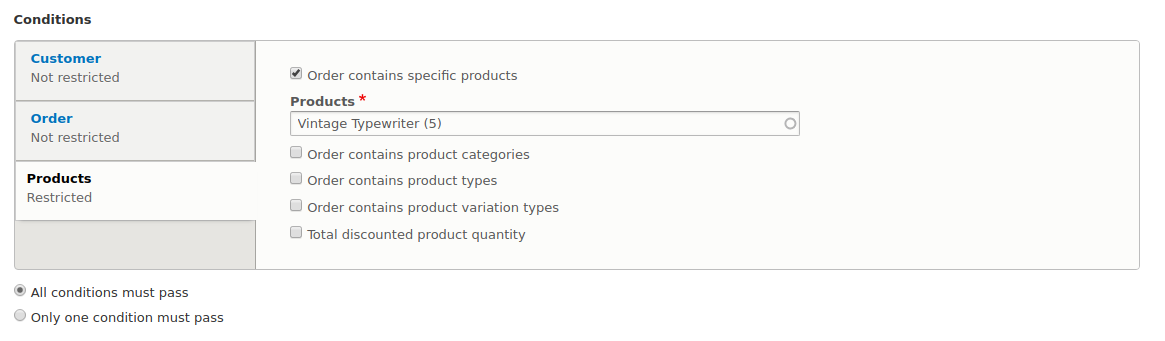 Conditions
Customer
Not restricted
Order
Not restricted
Products
Restricted
Order contains specific products
Products *
Vintage Typewriter (5)
Order contains product categories
Order contains product types
Order contains product variation types
Total discounted product quantity
All conditions must pass
Only one condition must pass